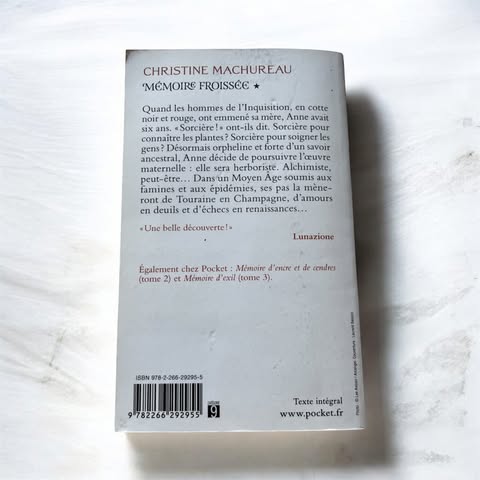 CHRISTINE MACHUREAU
MÉMOIRE FROISSÉE ★
Quand les hommes de l'Inquisition, en cotte
noir et rouge, ont emmené sa mère, Anne avait
six ans. « Sorcière ! » ont-ils dit. Sorcière pour
connaître les plantes ? Sorcière pour soigner les
gens ? Désormais orpheline et forte d'un savoir
ancestral, Anne décide de poursuivre l'œuvre
maternelle : elle sera herboriste. Alchimiste,
peut-être… Dans un Moyen Âge soumis aux
famines et aux épidémies, ses pas la mène-
ront de Touraine en Champagne, d'amours
en deuils et d'échecs en renaissances…
« Une belle découverte ! »
Lunazione
Également chez Pocket : Mémoire d'encre et de cendres
(tome 2) et Mémoire d'exil (tome 3).
ISBN 978-2-266-29295-5
9 782266 292955
9
Texte intégral
www.pocket.fr